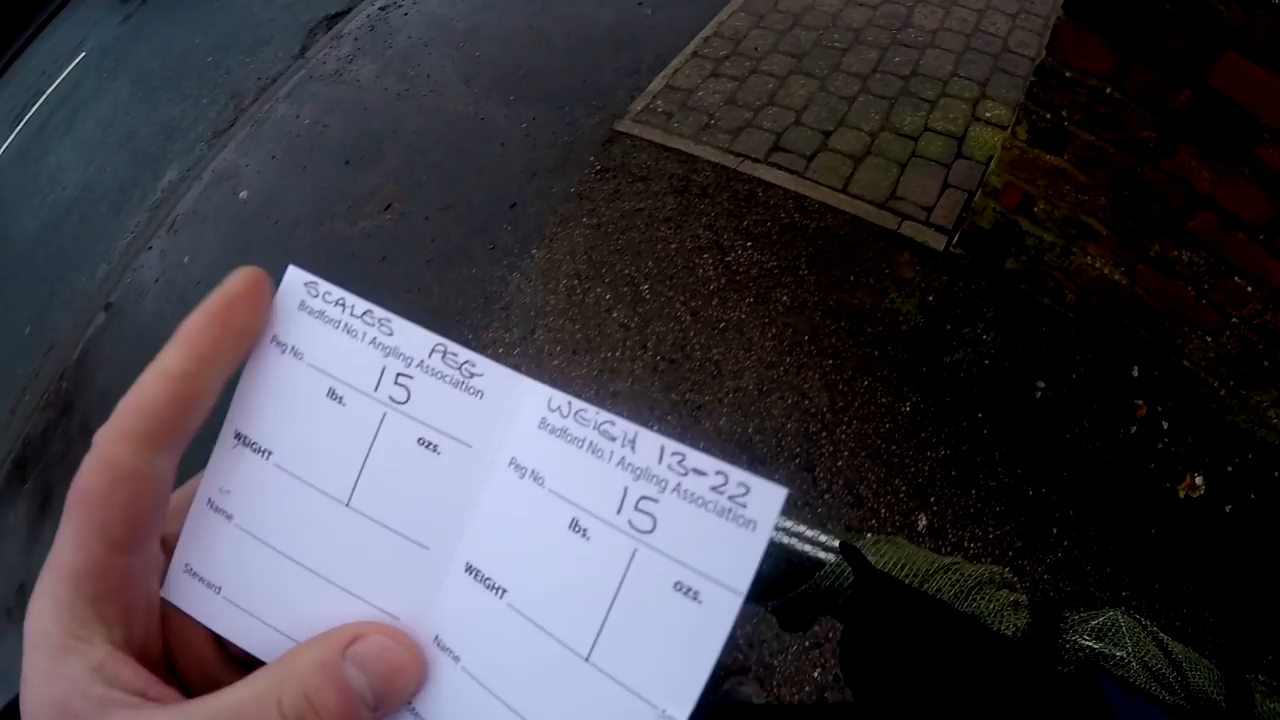 SCALES PEG
Bradford No.1 Angling Association
Peg No. 15
lbs. ozs.
WEIGHT
Name
Steward
WEIGH 13-22
Bradford No.1 Angling Association
Peg No. 15
lbs. ozs.
WEIGHT
Name